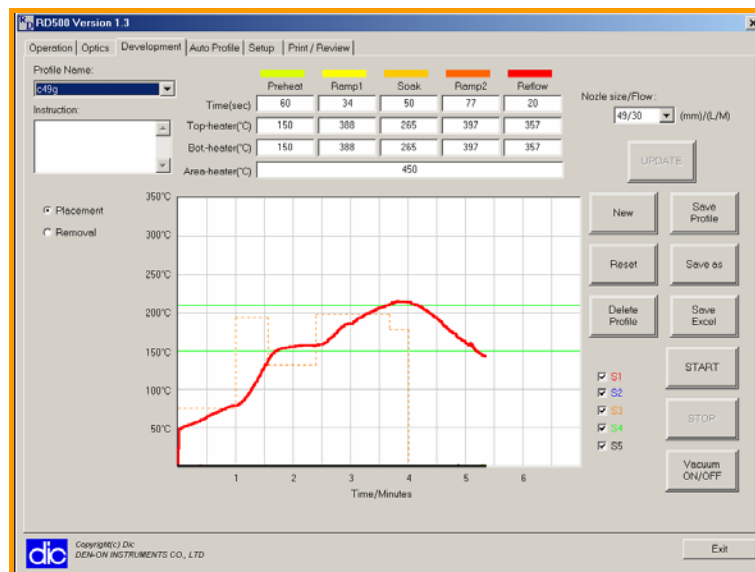 RD500 Version 1.3
Operation Optics Development Auto Profile Setup Print / Review
Profile Name:
c49g
Instruction:
Preheat Ramp1 Soak Ramp2 Reflow
Time(sec) 60 34 50 77 20
Top-heater(°C) 150 388 265 397 357
Bot.-heater(°C) 150 388 265 397 357
Area-heater(°C) 450
Nozle size/Flow:
49/30 (mm)/(L/M)
UPDATE
Placement
Removal
350°C
300°C
250°C
200°C
150°C
100°C
50°C
1 2 3 4 5 6
Time/Minutes
New Save Profile
Reset Save as
Delete Profile Save Excel
START
STOP
Vacuum ON/OFF
S1
S2
S3
S4
S5
dic
Copyright(c) Dic
DEN-ON INSTRUMENTS CO., LTD
Exit